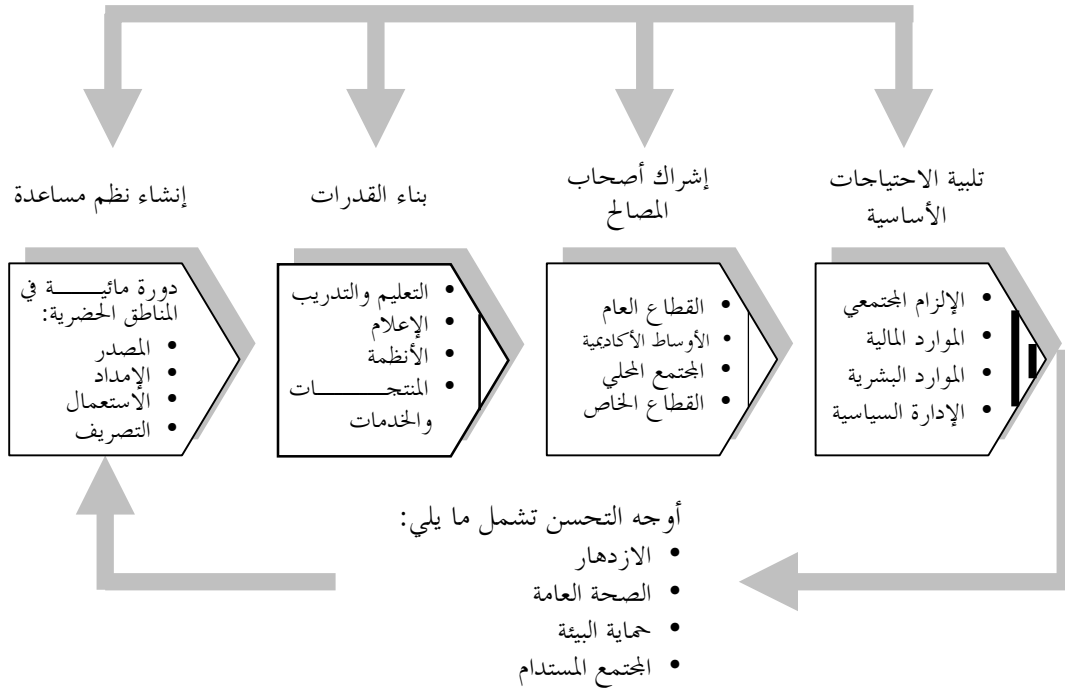 تلبية الاحتياجات
الأساسية
إشراك أصحاب
المصالح
بناء القدرات
إنشاء نظم مساعدة
• الإلزام المجتمعي
• الموارد المالية
• الموارد البشرية
• الإدارة السياسية
• القطاع العام
• الأوساط الأكاديمية
• المجتمع المحلي
• القطاع الخاص
• التعليم والتدريب
• الإعلام
• الأنظمة
• المنتجات
والخدمات
دورة مائية في
المناطق الحضرية:
• المصدر
• الإمداد
• الاستعمال
• التصريف
أوجه التحسن تشمل ما يلي:
• الازدهار
• الصحة العامة
• حماية البيئة
• المجتمع المستدام